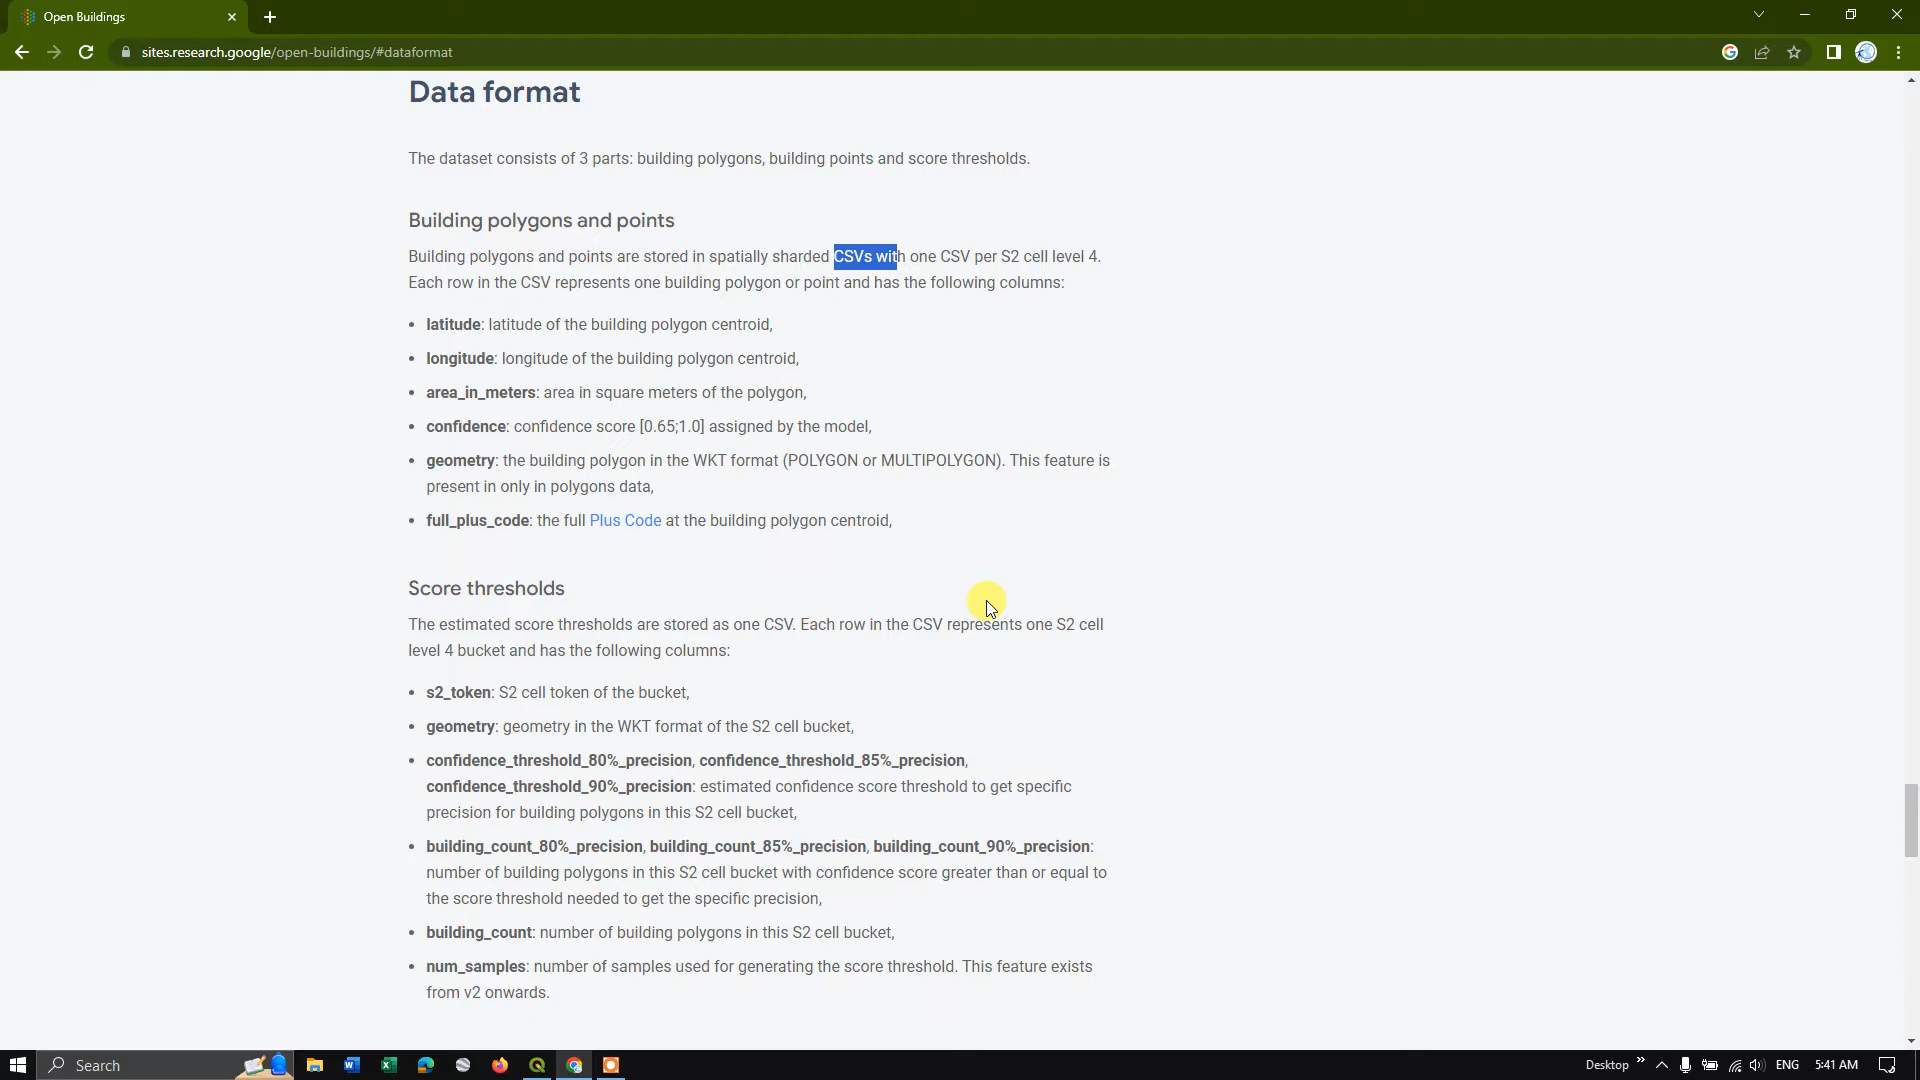 Open Buildings
sites.research.google/open-buildings/#dataformat
Data format
The dataset consists of 3 parts: building polygons, building points and score thresholds.
Building polygons and points
Building polygons and points are stored in spatially sharded CSVs with one CSV per S2 cell level 4.
Each row in the CSV represents one building polygon or point and has the following columns:
• latitude: latitude of the building polygon centroid,
• longitude: longitude of the building polygon centroid,
• area_in_meters: area in square meters of the polygon,
• confidence: confidence score [0.65;1.0] assigned by the model,
• geometry: the building polygon in the WKT format (POLYGON or MULTIPOLYGON). This feature is
present in only in polygons data,
• full_plus_code: the full Plus Code at the building polygon centroid,
Score thresholds
The estimated score thresholds are stored as one CSV. Each row in the CSV represents one S2 cell
level 4 bucket and has the following columns:
• s2_token: S2 cell token of the bucket,
• geometry: geometry in the WKT format of the S2 cell bucket,
• confidence_threshold_80%_precision, confidence_threshold_85%_precision,
confidence_threshold_90%_precision: estimated confidence score threshold to get specific
precision for building polygons in this S2 cell bucket,
• building_count_80%_precision, building_count_85%_precision, building_count_90%_precision:
number of building polygons in this S2 cell bucket with confidence score greater than or equal to
the score threshold needed to get the specific precision,
• building_count: number of building polygons in this S2 cell bucket,
• num_samples: number of samples used for generating the score threshold. This feature exists
from v2 onwards.
Search
Desktop
ENG
5:41 AM